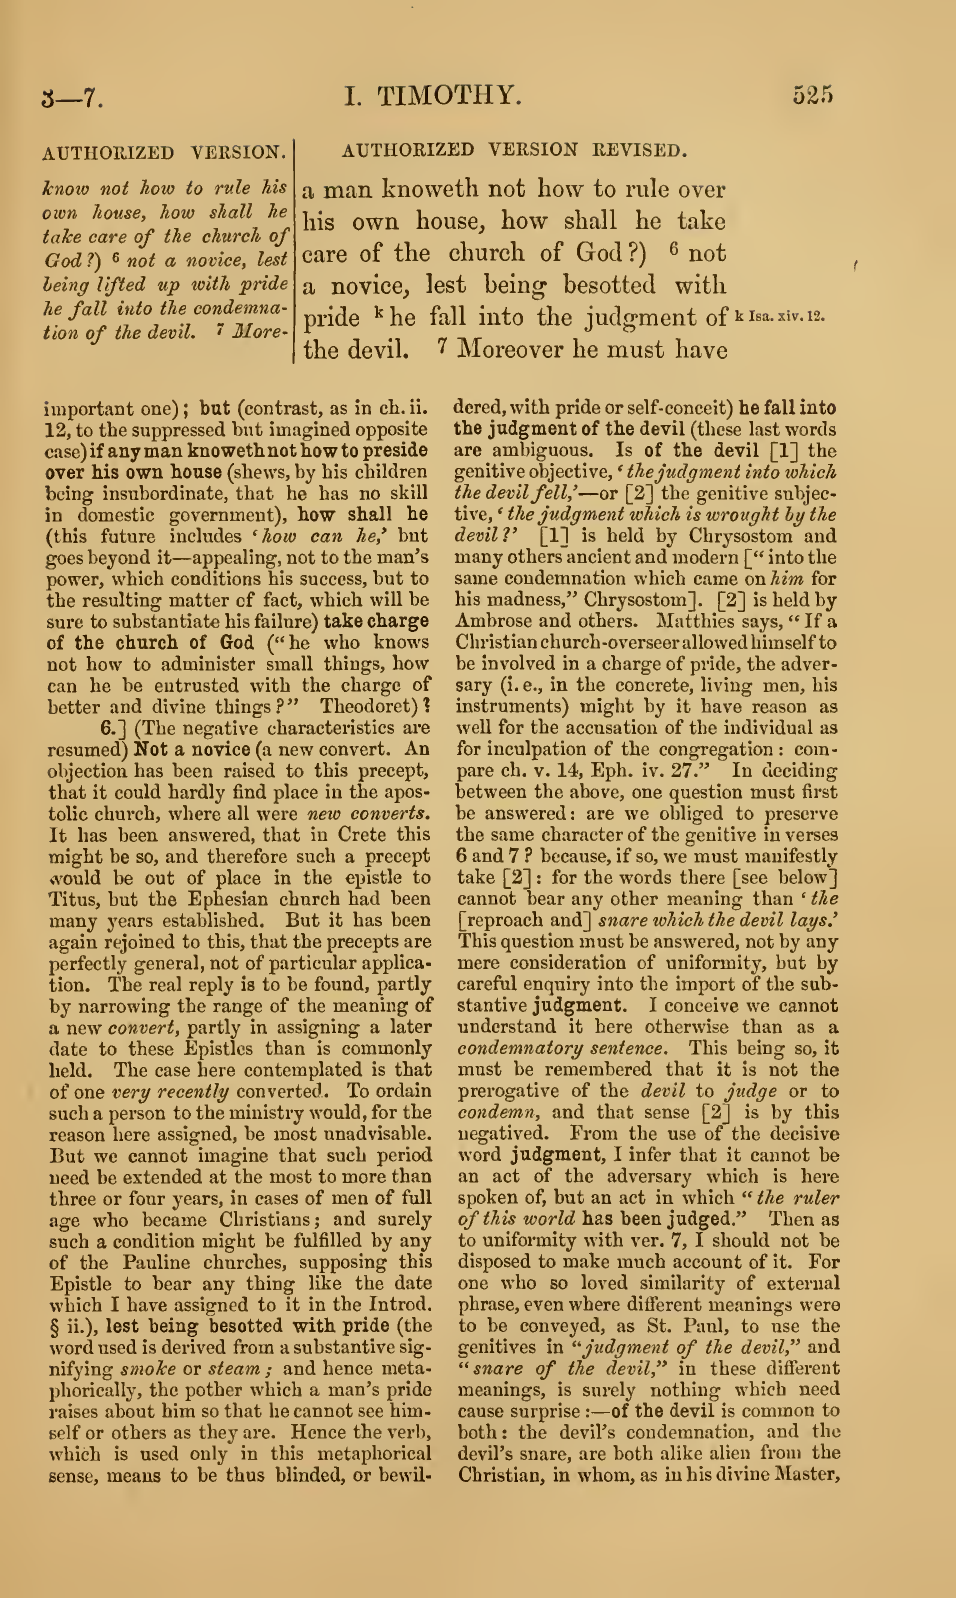 3—7.
I. TIMOTHY.
525
AUTHORIZED VERSION.
know not how to rule his
own house, how shall he
take care of the church of
God?) 6 not a novice, lest
being lifted up with pride
he fall into the condemna-
tion of the devil. 7 More-
AUTHORIZED VERSION REVISED.
a man knoweth not how to rule over
his own house, how shall he take
care of the church of God?) 6 not
a novice, lest being besotted with
pride k he fall into the judgment of
the devil. 7 Moreover he must have
k Isa. xiv. 12.
important one); but (contrast, as in ch. ii.
12, to the suppressed but imagined opposite
case) if any man knoweth not how to preside
over his own house (shews, by his children
being insubordinate, that he has no skill
in domestic government), how shall he
(this future includes ‘how can he,’ but
goes beyond it—appealing, not to the man's
power, which conditions his success, but to
the resulting matter of fact, which will be
sure to substantiate his failure) take charge
of the church of God (“he who knows
not how to administer small things, how
can he be entrusted with the charge of
better and divine things?” Theodoret)?
6.] (The negative characteristics are
resumed) Not a novice (a new convert. An
objection has been raised to this precept,
that it could hardly find place in the apos-
tolic church, where all were new converts.
It has been answered, that in Crete this
might be so, and therefore such a precept
would be out of place in the epistle to
Titus, but the Ephesian church had been
many years established. But it has been
again rejoined to this, that the precepts are
perfectly general, not of particular applica-
tion. The real reply is to be found, partly
by narrowing the range of the meaning of
a new convert, partly in assigning a later
date to these Epistles than is commonly
held. The case here contemplated is that
of one very recently converted. To ordain
such a person to the ministry would, for the
reason here assigned, be most unadvisable.
But we cannot imagine that such period
need be extended at the most to more than
three or four years, in cases of men of full
age who became Christians; and surely
such a condition might be fulfilled by any
of the Pauline churches, supposing this
Epistle to bear any thing like the date
which I have assigned to it in the Introd.
§ ii.), lest being besotted with pride (the
word used is derived from a substantive sig-
nifying smoke or steam; and hence meta-
phorically, the pother which a man's pride
raises about him so that he cannot see him-
self or others as they are. Hence the verb,
which is used only in this metaphorical
sense, means to be thus blinded, or bewil-
dered, with pride or self-conceit) he fall into
the judgment of the devil (these last words
are ambiguous. Is of the devil [1] the
genitive objective, ‘the judgment into which
the devil fell,’—or [2] the genitive subjec-
tive, ‘the judgment which is wrought by the
devil?’ [1] is held by Chrysostom and
many others ancient and modern [“into the
same condemnation which came on him for
his madness,” Chrysostom]. [2] is held by
Ambrose and others. Matthies says, “If a
Christian church-overseer allowed himself to
be involved in a charge of pride, the adver-
sary (i. e., in the concrete, living men, his
instruments) might by it have reason as
well for the accusation of the individual as
for inculpation of the congregation: com-
pare ch. v. 14, Eph. iv. 27.” In deciding
between the above, one question must first
be answered: are we obliged to preserve
the same character of the genitive in verses
6 and 7? because, if so, we must manifestly
take [2]: for the words there [see below]
cannot bear any other meaning than ‘the
[reproach and] snare which the devil lays.’
This question must be answered, not by any
mere consideration of uniformity, but by
careful enquiry into the import of the sub-
stantive judgment. I conceive we cannot
understand it here otherwise than as a
condemnatory sentence. This being so, it
must be remembered that it is not the
prerogative of the devil to judge or to
condemn, and that sense [2] is by this
negatived. From the use of the decisive
word judgment, I infer that it cannot be
an act of the adversary which is here
spoken of, but an act in which “the ruler
of this world has been judged.” Then as
to uniformity with ver. 7, I should not be
disposed to make much account of it. For
one who so loved similarity of external
phrase, even where different meanings were
to be conveyed, as St. Paul, to use the
genitives in “judgment of the devil,” and
“snare of the devil,” in these different
meanings, is surely nothing which need
cause surprise:—of the devil is common to
both: the devil's condemnation, and the
devil's snare, are both alike alien from the
Christian, in whom, as in his divine Master,